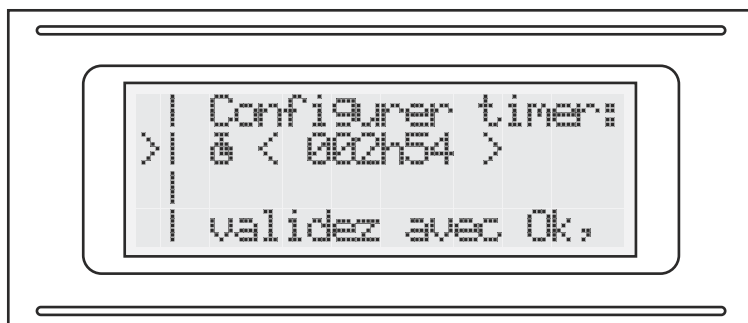 | Configurer timer:
>| < 002h54 >
|
| validez avec Ok,